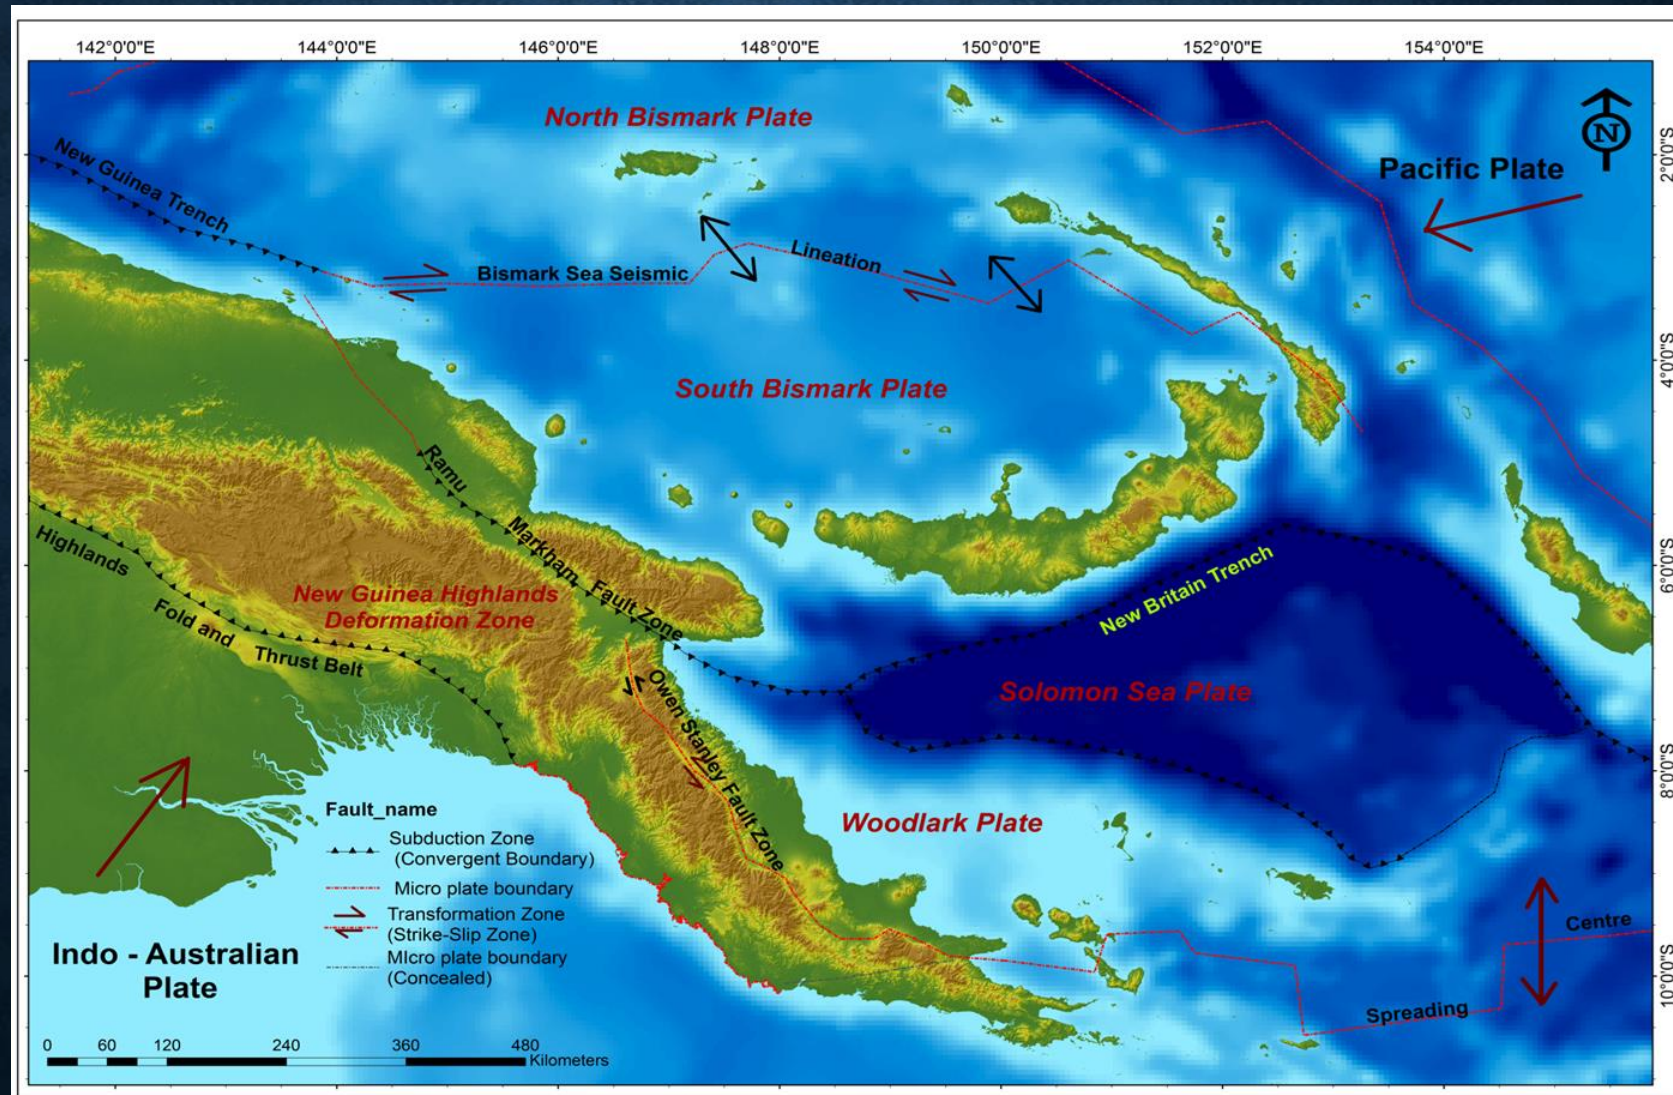 142°0'0"E 144°0'0"E 146°0'0"E 148°0'0"E 150°0'0"E 152°0'0"E 154°0'0"E
North Bismark Plate
N
2°0'0"S
New Guinea Trench
Pacific Plate
Bismark Sea Seismic
Lineation
4°0'0"S
South Bismark Plate
Ramu
Markham
Fault Zone
Highlands
Fold and
Thrust Belt
New Guinea Highlands
Deformation Zone
New Britain Trench
6°0'0"S
Owen Stanley Fault Zone
Solomon Sea Plate
8°0'0"S
Woodlark Plate
Fault_name
Subduction Zone
(Convergent Boundary)
Micro plate boundary
Transformation Zone
(Strike-Slip Zone)
MIcro plate boundary
(Concealed)
Indo - Australian
Plate
Centre
Spreading
10°0'0"S
0 60 120 240 360 480
Kilometers